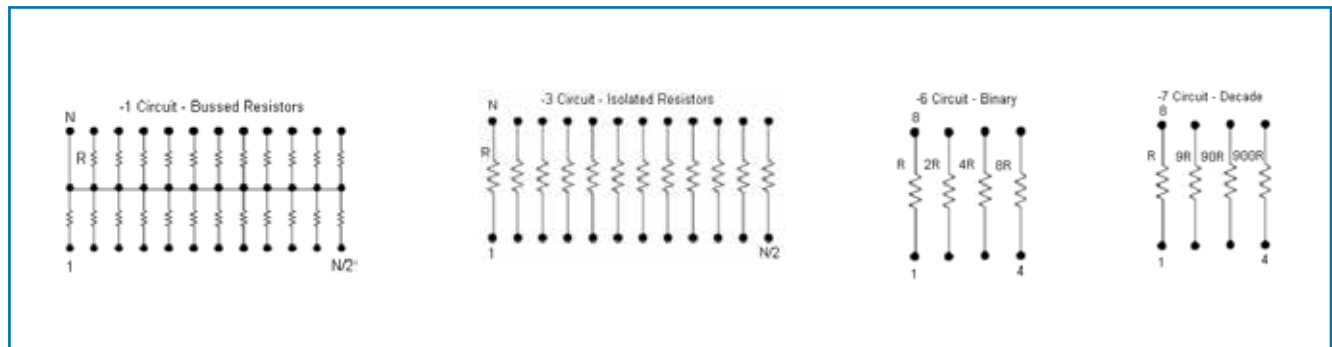 -1 Circuit - Bussed Resistors
N
R
1
N/2
-3 Circuit - Isolated Resistors
N
R
1
N/2
-6 Circuit - Binary
8
R 2R 4R 8R
1 4
-7 Circuit - Decade
8
R 9R 90R 900R
1 4